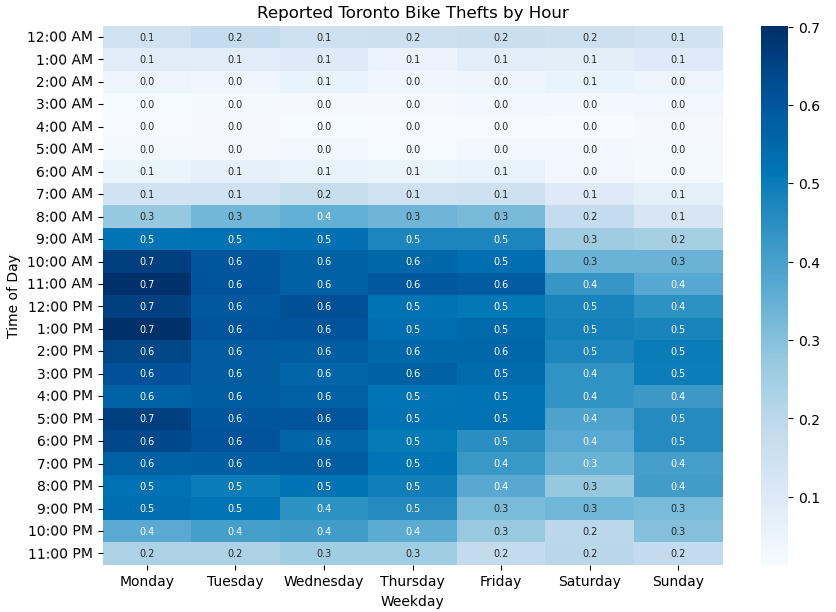 Reported Toronto Bike Thefts by Hour
12:00 AM 0.1 0.2 0.1 0.2 0.2 0.2 0.1
1:00 AM 0.1 0.1 0.1 0.1 0.1 0.1 0.1
2:00 AM 0.0 0.0 0.1 0.0 0.0 0.1 0.0
3:00 AM 0.0 0.0 0.0 0.0 0.0 0.0 0.0
4:00 AM 0.0 0.0 0.0 0.0 0.0 0.0 0.0
5:00 AM 0.0 0.0 0.0 0.0 0.0 0.0 0.0
6:00 AM 0.1 0.1 0.1 0.1 0.1 0.0 0.0
7:00 AM 0.1 0.1 0.2 0.1 0.1 0.1 0.1
8:00 AM 0.3 0.3 0.4 0.3 0.3 0.2 0.1
9:00 AM 0.5 0.5 0.5 0.5 0.5 0.3 0.2
10:00 AM 0.7 0.6 0.6 0.6 0.5 0.3 0.3
11:00 AM 0.7 0.6 0.6 0.6 0.6 0.4 0.4
12:00 PM 0.7 0.6 0.6 0.5 0.5 0.5 0.4
1:00 PM 0.7 0.6 0.6 0.5 0.5 0.5 0.5
2:00 PM 0.6 0.6 0.6 0.6 0.6 0.5 0.5
3:00 PM 0.6 0.6 0.6 0.6 0.5 0.4 0.5
4:00 PM 0.6 0.6 0.6 0.5 0.5 0.4 0.4
5:00 PM 0.7 0.6 0.6 0.5 0.5 0.4 0.5
6:00 PM 0.6 0.6 0.6 0.5 0.5 0.4 0.5
7:00 PM 0.6 0.6 0.6 0.5 0.4 0.3 0.4
8:00 PM 0.5 0.5 0.5 0.5 0.4 0.3 0.4
9:00 PM 0.5 0.5 0.4 0.5 0.3 0.3 0.3
10:00 PM 0.4 0.4 0.4 0.4 0.3 0.2 0.3
11:00 PM 0.2 0.2 0.3 0.3 0.2 0.2 0.2
Monday Tuesday Wednesday Thursday Friday Saturday Sunday
Weekday
Time of Day
0.7
0.6
0.5
0.4
0.3
0.2
0.1